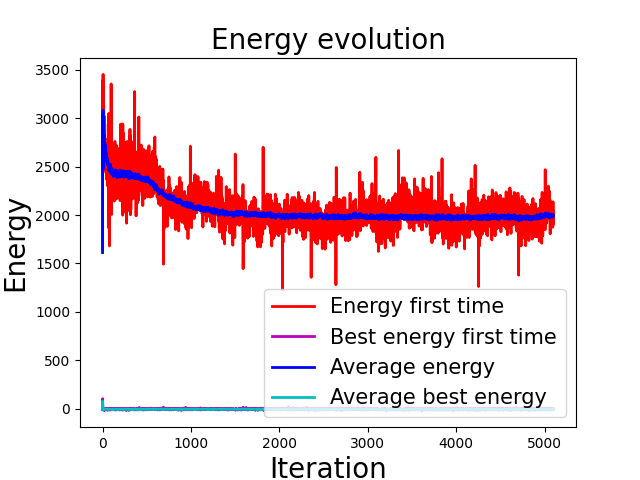 Energy evolution
3500
3000
2500
2000
1500
1000
500
0
Energy
Energy first time
Best energy first time
Average energy
Average best energy
0 1000 2000 3000 4000 5000
Iteration